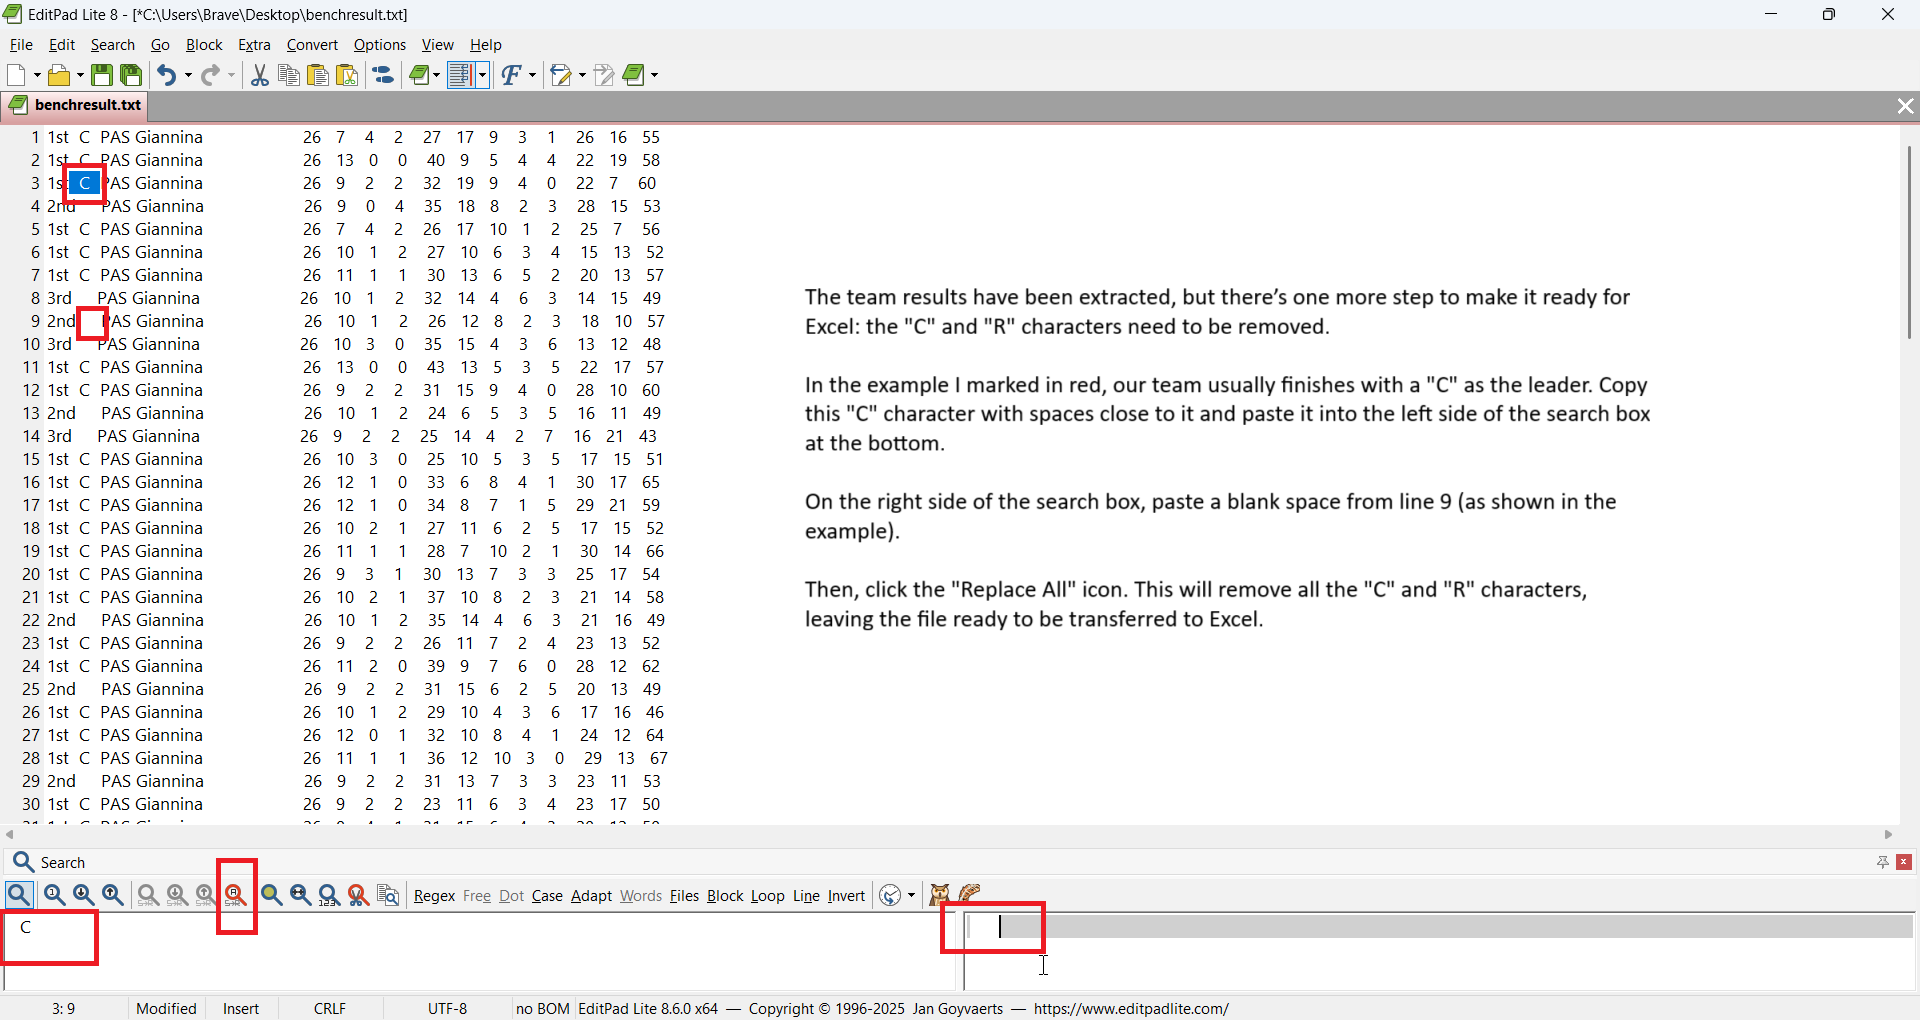 EditPad Lite 8 - [*C:\Users\Brave\Desktop\benchresult.txt]
File Edit Search Go Block Extra Convert Options View Help
benchresult.txt
1 1st C PAS Giannina 26 7 4 2 27 17 9 3 1 26 16 55
2 1st C PAS Giannina 26 13 0 0 40 9 5 4 4 22 19 58
3 1st C PAS Giannina 26 9 2 2 32 19 9 4 0 22 7 60
4 2nd PAS Giannina 26 9 0 4 35 18 8 2 3 28 15 53
5 1st C PAS Giannina 26 7 4 2 26 17 10 1 2 25 7 56
6 1st C PAS Giannina 26 10 1 2 27 10 6 3 4 15 13 52
7 1st C PAS Giannina 26 11 1 1 30 13 6 5 2 20 13 57
8 3rd PAS Giannina 26 10 1 2 32 14 4 6 3 14 15 49
9 2nd PAS Giannina 26 10 1 2 26 12 8 2 3 18 10 57
10 3rd PAS Giannina 26 10 3 0 35 15 4 3 6 13 12 48
11 1st C PAS Giannina 26 13 0 0 43 13 5 3 5 22 17 57
12 1st C PAS Giannina 26 9 2 2 31 15 9 4 0 28 10 60
13 2nd PAS Giannina 26 10 1 2 24 6 5 3 5 16 11 49
14 3rd PAS Giannina 26 9 2 2 25 14 4 2 7 16 21 43
15 1st C PAS Giannina 26 10 3 0 25 10 5 3 5 17 15 51
16 1st C PAS Giannina 26 12 1 0 33 6 8 4 1 30 17 65
17 1st C PAS Giannina 26 12 1 0 34 8 7 1 5 29 21 59
18 1st C PAS Giannina 26 10 2 1 27 11 6 2 5 17 15 52
19 1st C PAS Giannina 26 11 1 1 28 7 10 2 1 30 14 66
20 1st C PAS Giannina 26 9 3 1 30 13 7 3 3 25 17 54
21 1st C PAS Giannina 26 10 2 1 37 10 8 2 3 21 14 58
22 2nd PAS Giannina 26 10 1 2 35 14 4 6 3 21 16 49
23 1st C PAS Giannina 26 9 2 2 26 11 7 2 4 23 13 52
24 1st C PAS Giannina 26 11 2 0 39 9 7 6 0 28 12 62
25 2nd PAS Giannina 26 9 2 2 31 15 6 2 5 20 13 49
26 1st C PAS Giannina 26 10 1 2 29 10 4 3 6 17 16 46
27 1st C PAS Giannina 26 12 0 1 32 10 8 4 1 24 12 64
28 1st C PAS Giannina 26 11 1 1 36 12 10 3 0 29 13 67
29 2nd PAS Giannina 26 9 2 2 31 13 7 3 3 23 11 53
30 1st C PAS Giannina 26 9 2 2 23 11 6 3 4 23 17 50
The team results have been extracted, but there's one more step to make it ready for
Excel: the "C" and "R" characters need to be removed.
In the example I marked in red, our team usually finishes with a "C" as the leader. Copy
this "C" character with spaces close to it and paste it into the left side of the search box
at the bottom.
On the right side of the search box, paste a blank space from line 9 (as shown in the
example).
Then, click the "Replace All" icon. This will remove all the "C" and "R" characters,
leaving the file ready to be transferred to Excel.
Search
Regex Free Dot Case Adapt Words Files Block Loop Line Invert
C
3: 9 Modified Insert CRLF UTF-8 no BOM EditPad Lite 8.6.0 x64 — Copyright © 1996-2025 Jan Goyvaerts — https://www.editpadlite.com/